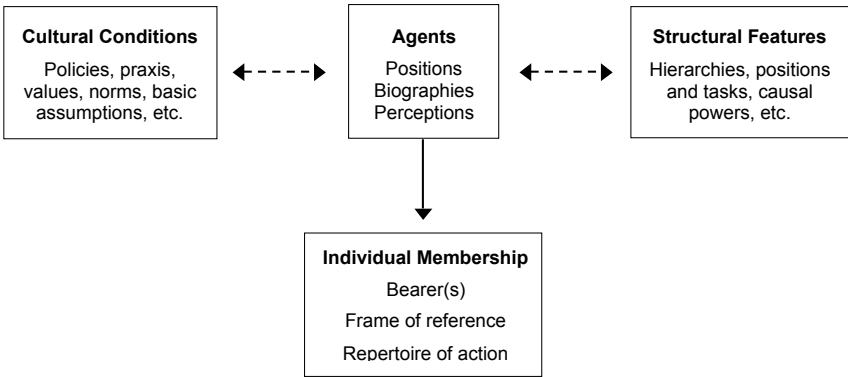 Cultural Conditions
Policies, praxis,
values, norms, basic
assumptions, etc.
Agents
Positions
Biographies
Perceptions
Structural Features
Hierarchies, positions
and tasks, causal
powers, etc.
Individual Membership
Bearer(s)
Frame of reference
Repertoire of action